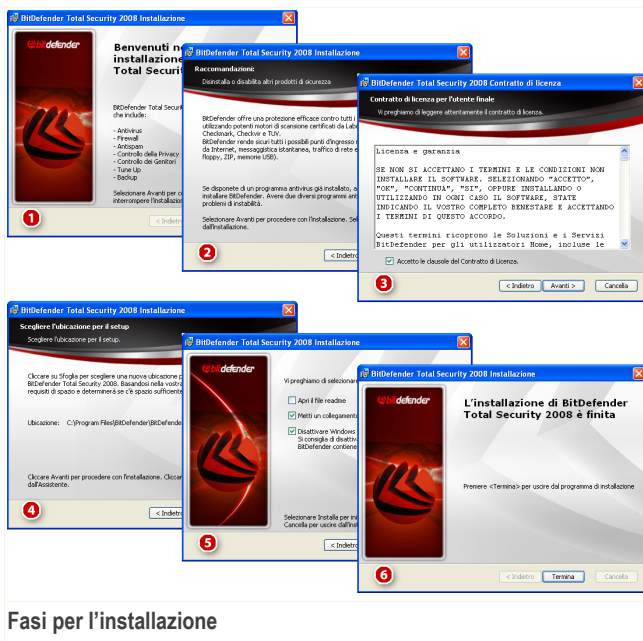 BitDefender Total Security 2008 Installazione
bitdefender
Benvenuti
installazione
Total
BitDefender Total
che include:
- Antivirus
- Firewall
- Antispam
- Controllo della Privacy
- Controllo dei Genitori
- Tune Up
- Backup
Selezionare Avanti per
interrompere l'installazion
1
< Indietro
BitDefender Total Security 2008 Installazione
Raccomandazioni:
Disinstalla o disabilita altri prodotti di sicurezza
BitDefender offre una protezione efficace contro tutti i
utilizzando potenti motori di scansione certificati da
Checkmark, Checkvir e TUV.
BitDefender rende sicuri tutti i possibili punti d'ingresso
da Internet, messaggistica istantanea, traffico di rete e
floppy, ZIP, memorie USB).
Se disponete di un programma antivirus già installato,
installare BitDefender. Avere due diversi programmi
problemi di instabilità.
Selezionare Avanti per procedere con l'installazione.
dall'installazione.
2
< Indietro
BitDefender Total Security 2008 Contratto di licenza
Contratto di licenza per l'utente finale
Vi preghiamo di leggere attentamente il contratto di licenza.
Licenza e garanzia
SE NON SI ACCETTANO I TERMINI E LE CONDIZIONI NON
INSTALLARE IL SOFTWARE. SELEZIONANDO "ACCETTO",
"OK", "CONTINUA", "SI", OPPURE INSTALLANDO O
UTILIZZANDO IN OGNI CASO IL SOFTWARE, STATE
INDICANDO IL VOSTRO COMPLETO BENESTARE E ACCETTANDO
I TERMINI DI QUESTO ACCORDO.
Questi termini ricoprono le Soluzioni e i Servizi
BitDefender per gli utilizzatori Home, incluse le
Accetto le clausole del Contratto di Licenza.
3
< Indietro
Avanti >
Cancella
BitDefender Total Security 2008 Installazione
Scegliere l'ubicazione per il setup
Scegliere l'ubicazione per il setup.
Cliccare su Sfoglia per scegliere una nuova ubicazione
BitDefender Total Security 2008. Basandosi nella vostra
requisiti di spazio e determinerà se c'è spazio sufficiente
Ubicazione: C:\Program Files\BitDefender\BitDefende
Cliccare Avanti per procedere con l'installazione.
dall'Assistente.
4
< Indietro
BitDefender Total Security 2008 Installazione
bitdefender
Vi preghiamo di selezionare
Apri il file readme
Metti un collegamento
Disattivare Windows
Si consiglia di
BitDefender contiene
Selezionare Installa per
Cancella per uscire
5
< Indietro
BitDefender Total Security 2008 Installazione
bitdefender
L'installazione di BitDefender
Total Security 2008 è finita
Premere <Termina> per uscire dal programma di installazione
6
< Indietro
Termina
Cancella
Fasi per l'installazione